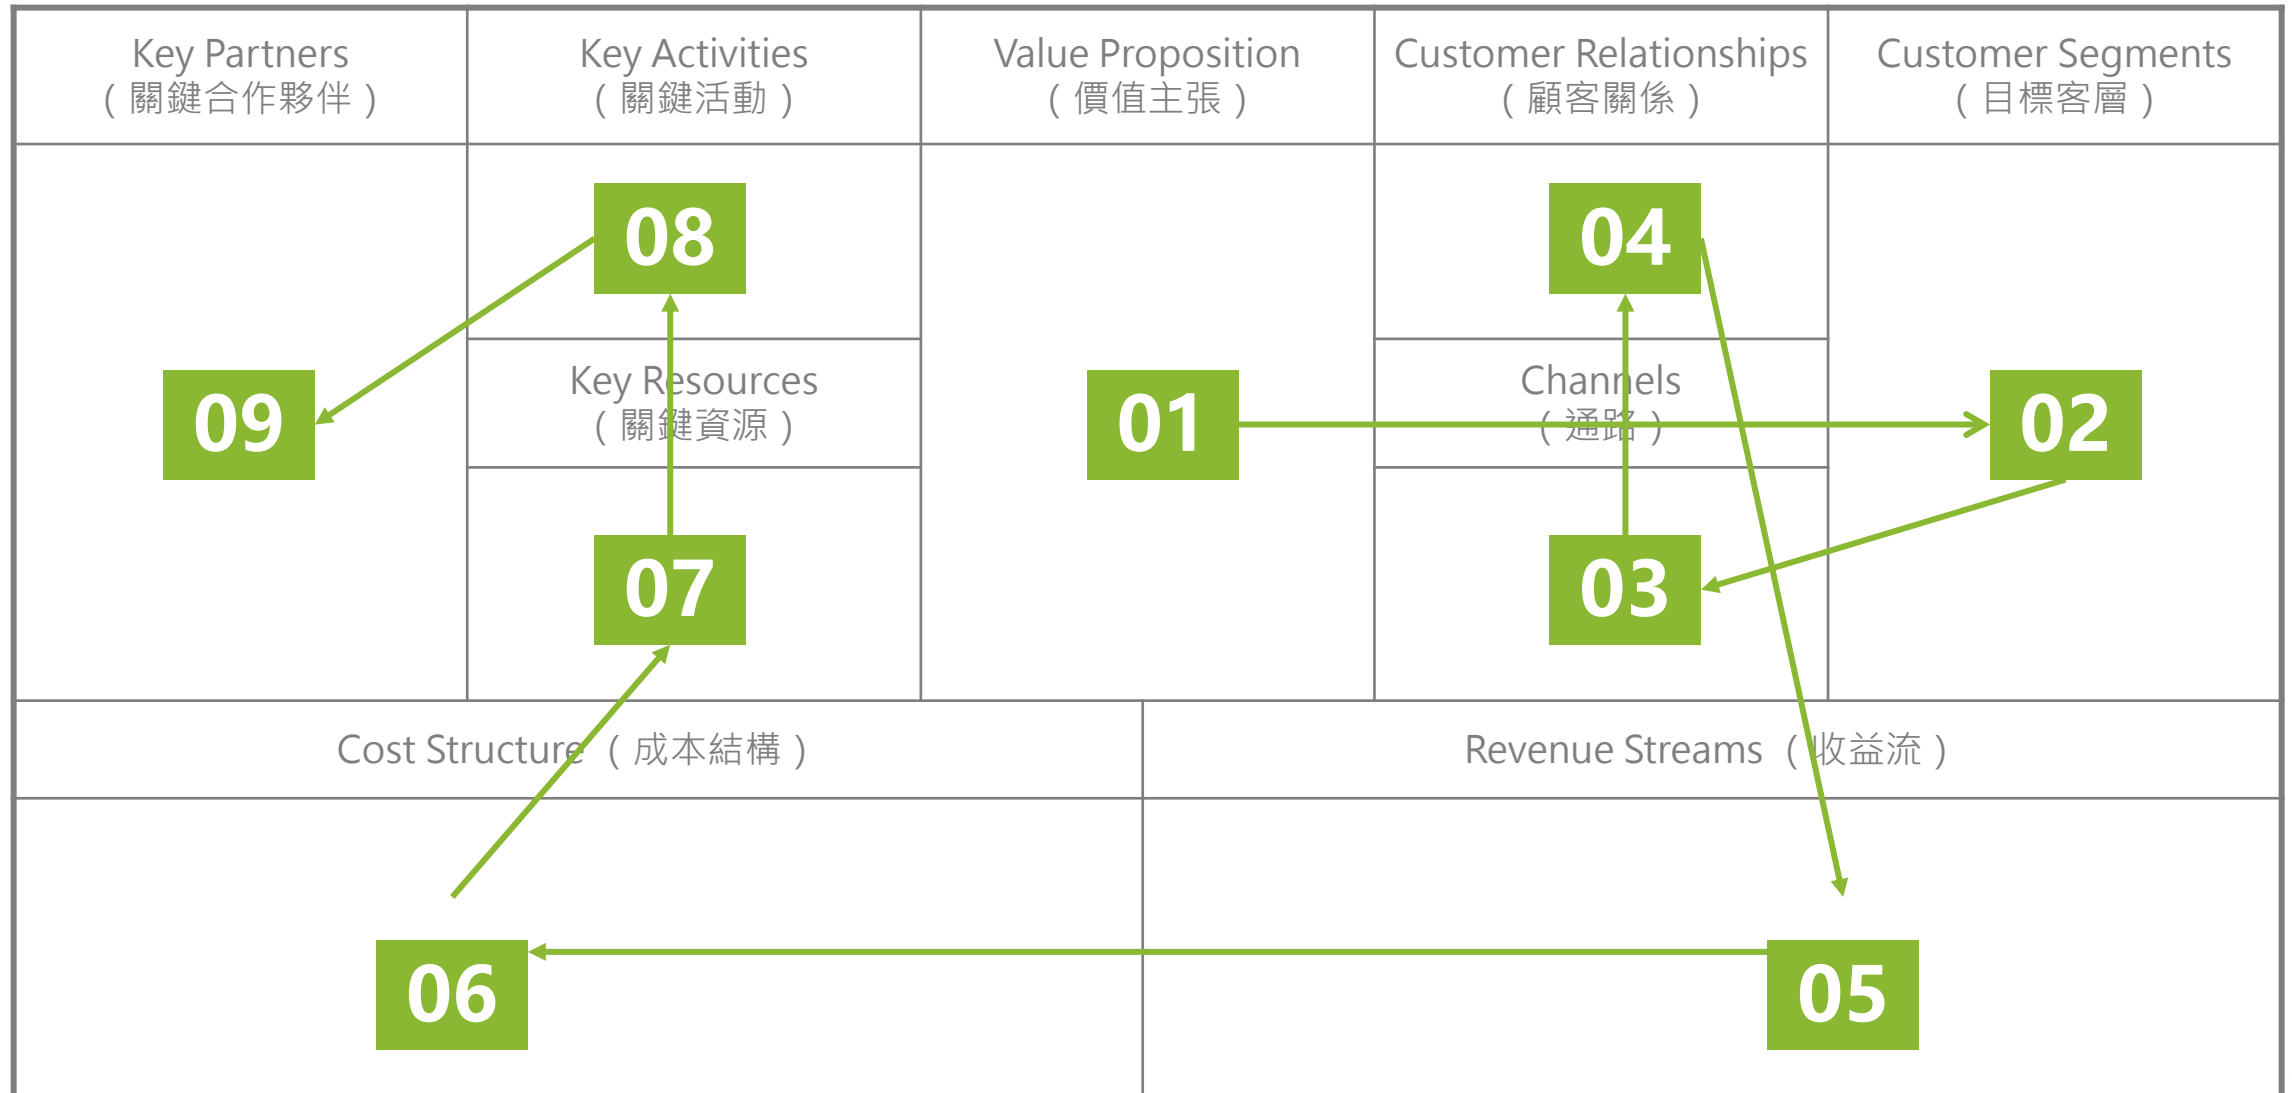 Key Partners
（關鍵合作夥伴）
Key Activities
（關鍵活動）
Value Proposition
（價值主張）
Customer Relationships
（顧客關係）
Customer Segments
（目標客層）
08
04
Key Resources
（關鍵資源）
Channels
（通路）
09
01
02
07
03
Cost Structure （成本結構）
Revenue Streams （收益流）
06
05